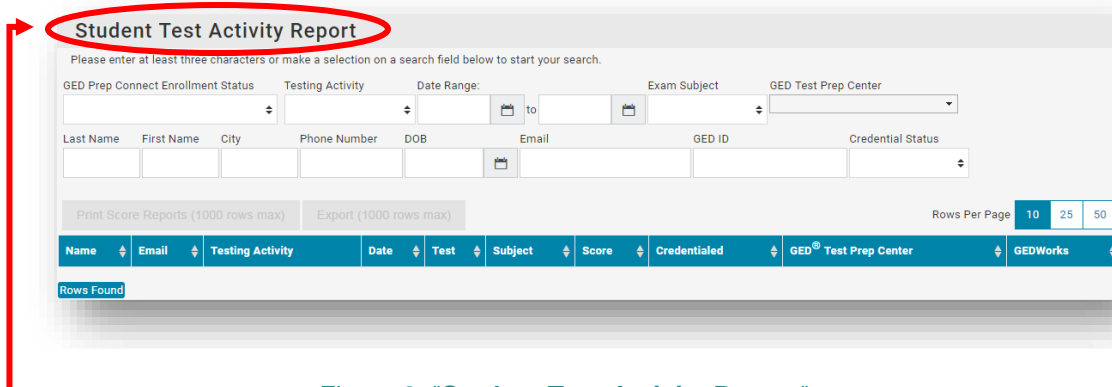 Student Test Activity Report
Please enter at least three characters or make a selection on a search field below to start your search.
GED Prep Connect Enrollment Status Testing Activity Date Range: Exam Subject GED Test Prep Center
to
Last Name First Name City Phone Number DOB Email GED ID Credential Status
Print Score Reports (1000 rows max) Export (1000 rows max) Rows Per Page 10 25 50
Name Email Testing Activity Date Test Subject Score Credentialed GED® Test Prep Center GEDWorks
Rows Found